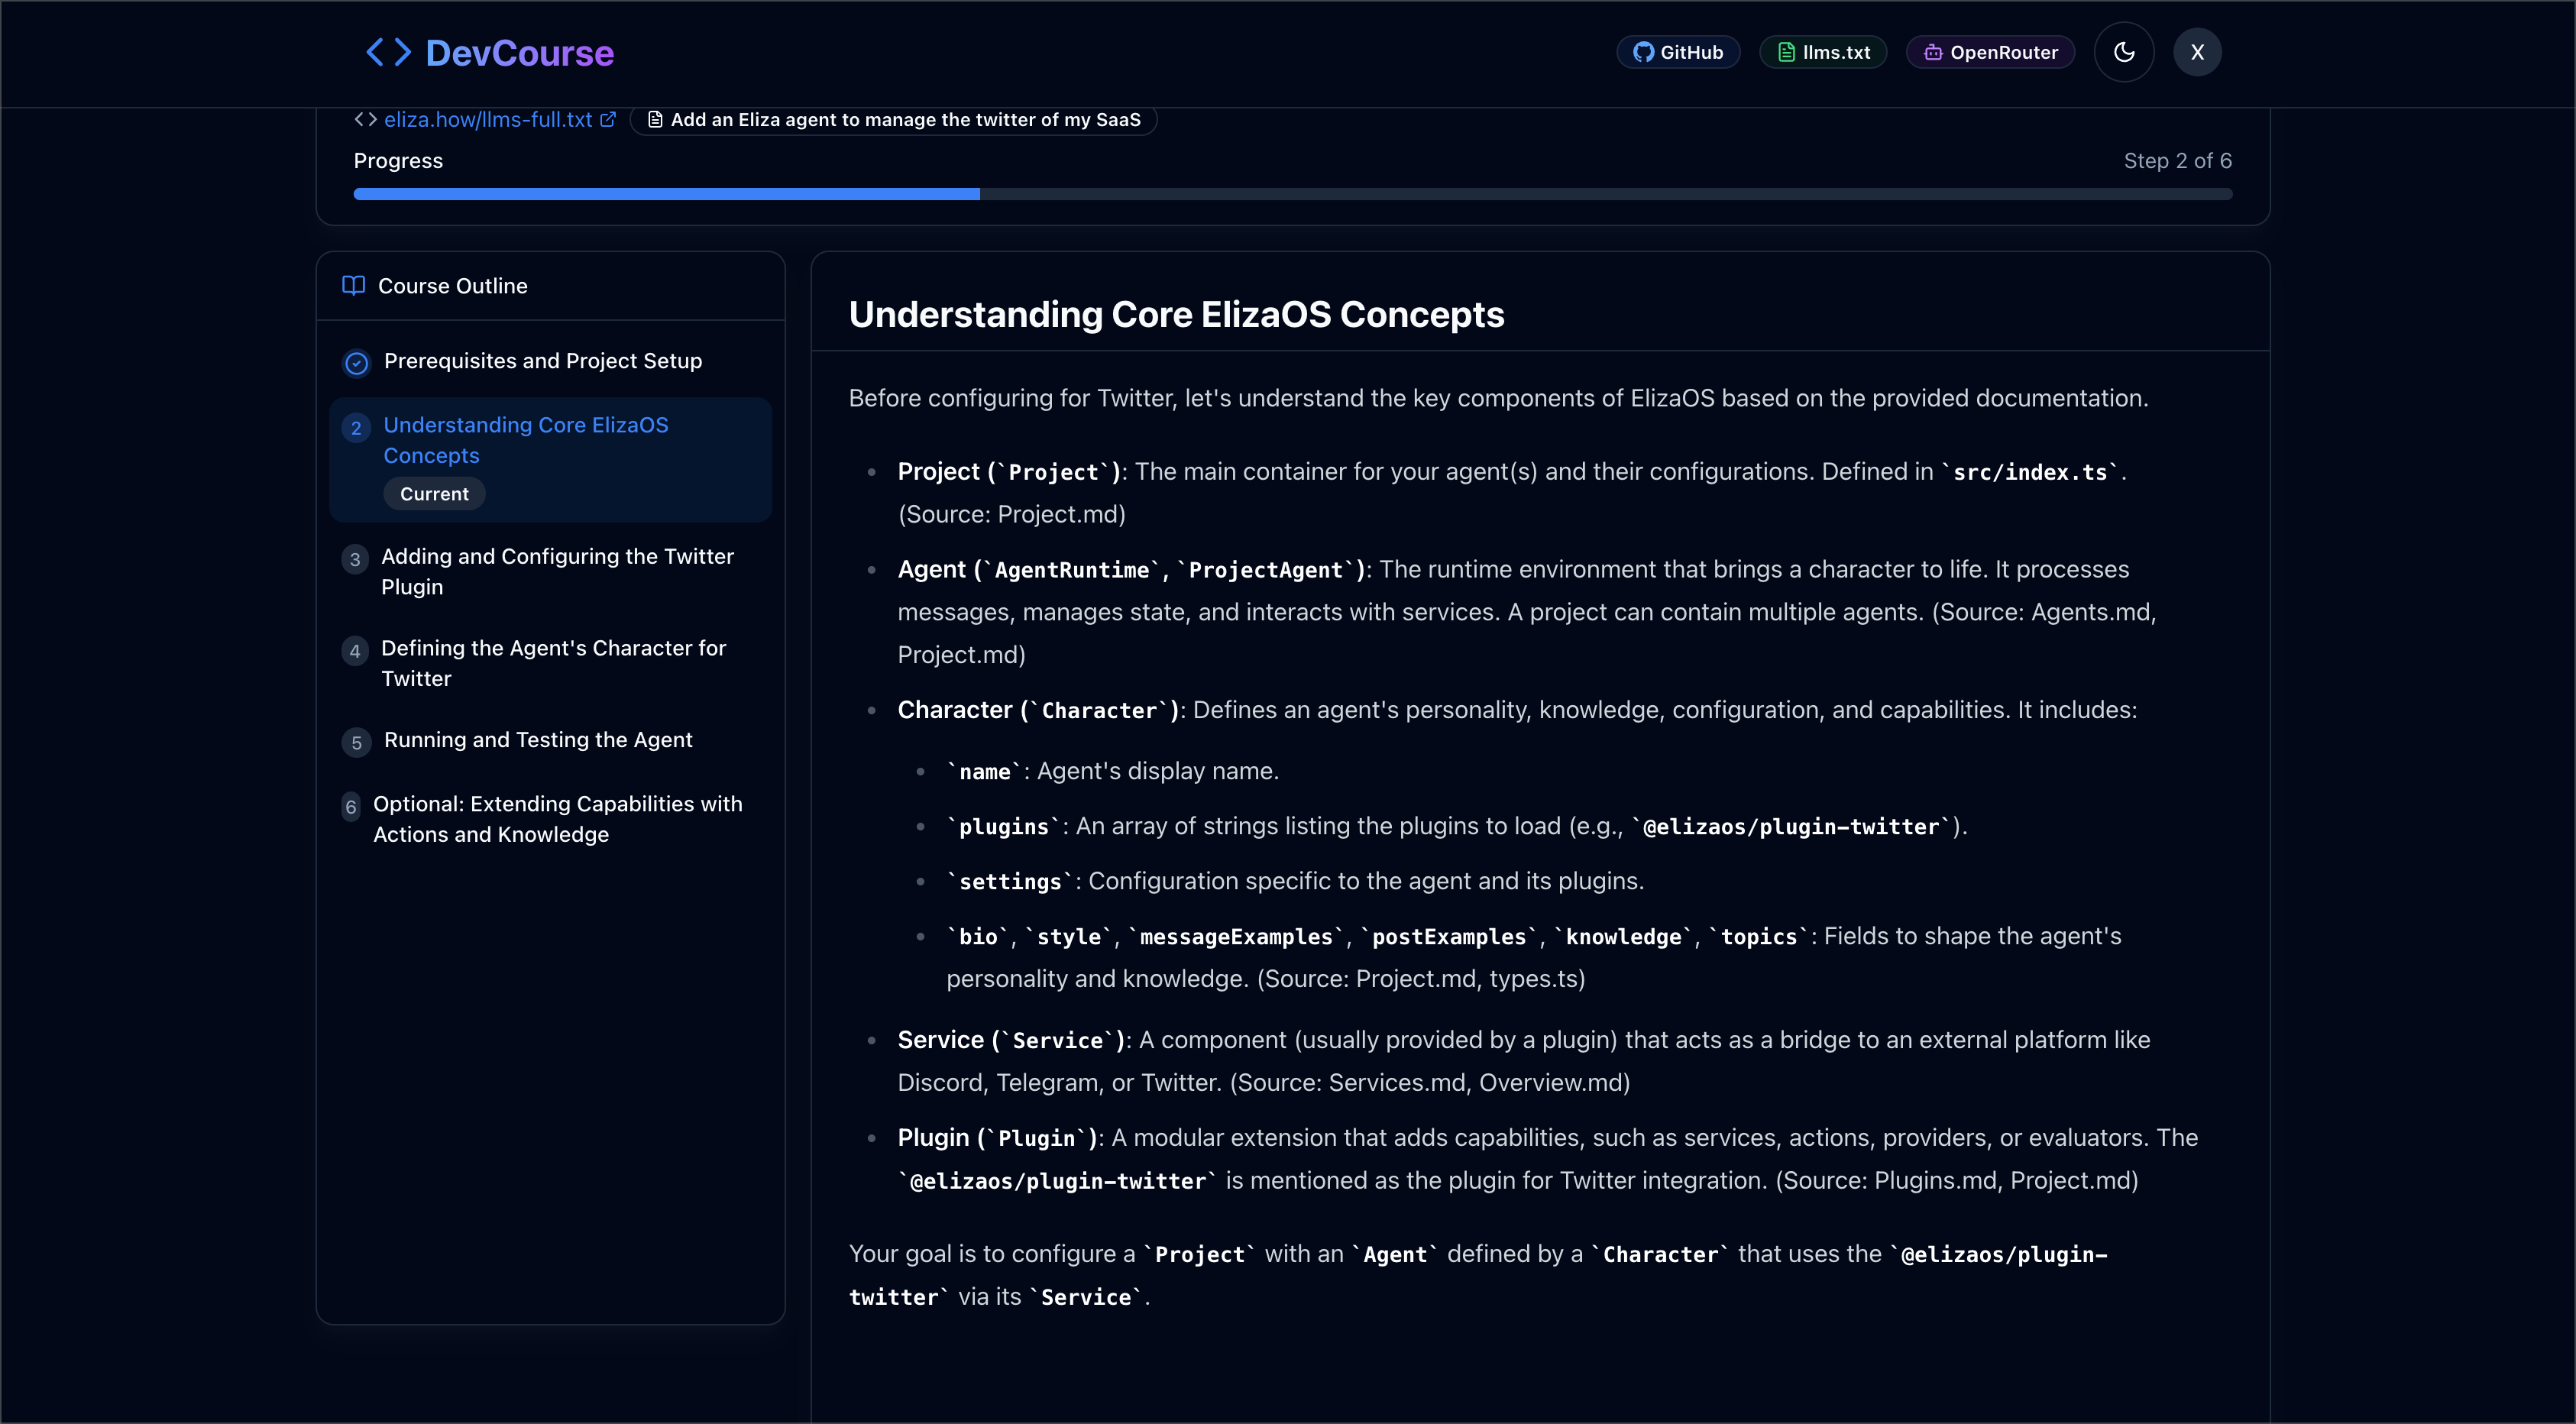 DevCourse
GitHub
llms.txt
OpenRouter
X
eliza.how/llms-full.txt
Add an Eliza agent to manage the twitter of my SaaS
Progress
Step 2 of 6
Course Outline
Prerequisites and Project Setup
2
Understanding Core ElizaOS
Concepts
Current
3
Adding and Configuring the Twitter
Plugin
4
Defining the Agent's Character for
Twitter
5
Running and Testing the Agent
6
Optional: Extending Capabilities with
Actions and Knowledge
Understanding Core ElizaOS Concepts
Before configuring for Twitter, let's understand the key components of ElizaOS based on the provided documentation.
Project (`Project`): The main container for your agent(s) and their configurations. Defined in `src/index.ts`.
(Source: Project.md)
Agent (`AgentRuntime`, `ProjectAgent`): The runtime environment that brings a character to life. It processes
messages, manages state, and interacts with services. A project can contain multiple agents. (Source: Agents.md,
Project.md)
Character (`Character`): Defines an agent's personality, knowledge, configuration, and capabilities. It includes:
`name`: Agent's display name.
`plugins`: An array of strings listing the plugins to load (e.g., `@elizaos/plugin-twitter`).
`settings`: Configuration specific to the agent and its plugins.
`bio`, `style`, `messageExamples`, `postExamples`, `knowledge`, `topics`: Fields to shape the agent's
personality and knowledge. (Source: Project.md, types.ts)
Service (`Service`): A component (usually provided by a plugin) that acts as a bridge to an external platform like
Discord, Telegram, or Twitter. (Source: Services.md, Overview.md)
Plugin (`Plugin`): A modular extension that adds capabilities, such as services, actions, providers, or evaluators. The
`@elizaos/plugin-twitter` is mentioned as the plugin for Twitter integration. (Source: Plugins.md, Project.md)
Your goal is to configure a `Project` with an `Agent` defined by a `Character` that uses the `@elizaos/plugin-
twitter` via its `Service`.